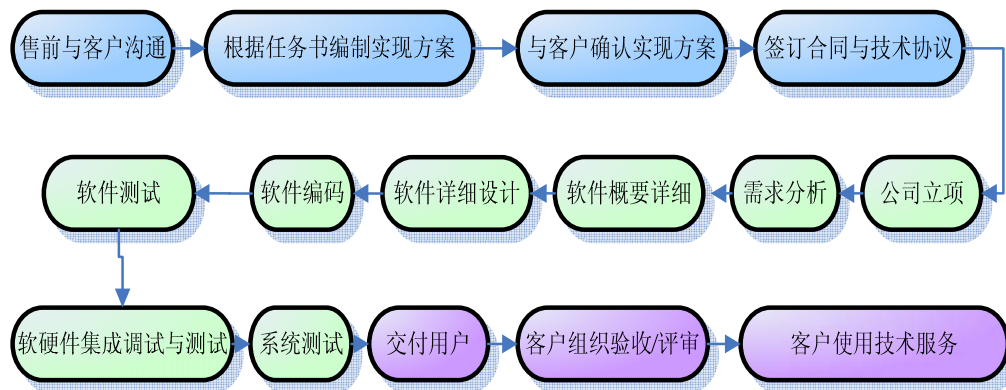 售前与客户沟通
根据任务书编制实现方案
与客户确认实现方案
签订合同与技术协议
公司立项
需求分析
软件概要详细
软件详细设计
软件编码
软件测试
软硬件集成调试与测试
系统测试
交付用户
客户组织验收/评审
客户使用技术服务